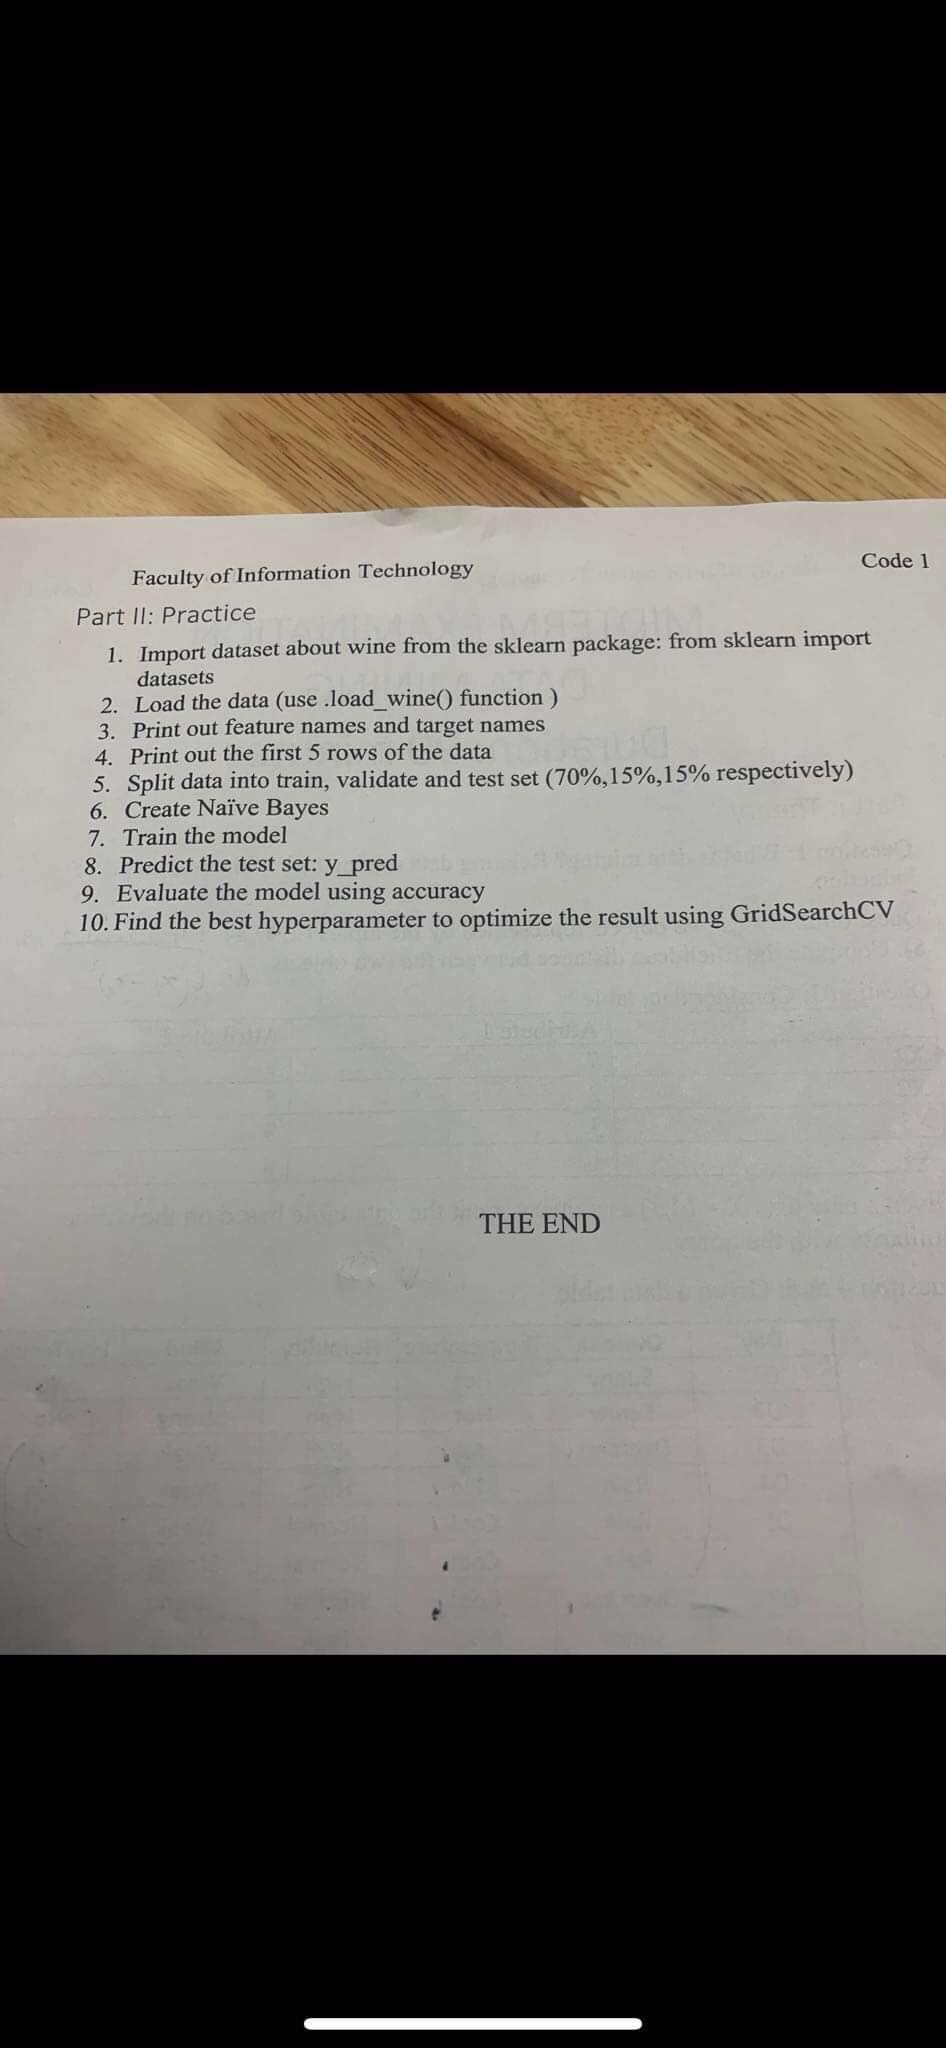 Faculty of Information Technology
Code 1
Part II: Practice
1. Import dataset about wine from the sklearn package: from sklearn import
datasets
2. Load the data (use .load_wine() function )
3. Print out feature names and target names
4. Print out the first 5 rows of the data
5. Split data into train, validate and test set (70%,15%,15% respectively)
6. Create Naïve Bayes
7. Train the model
8. Predict the test set: y_pred
9. Evaluate the model using accuracy
10. Find the best hyperparameter to optimize the result using GridSearchCV
THE END